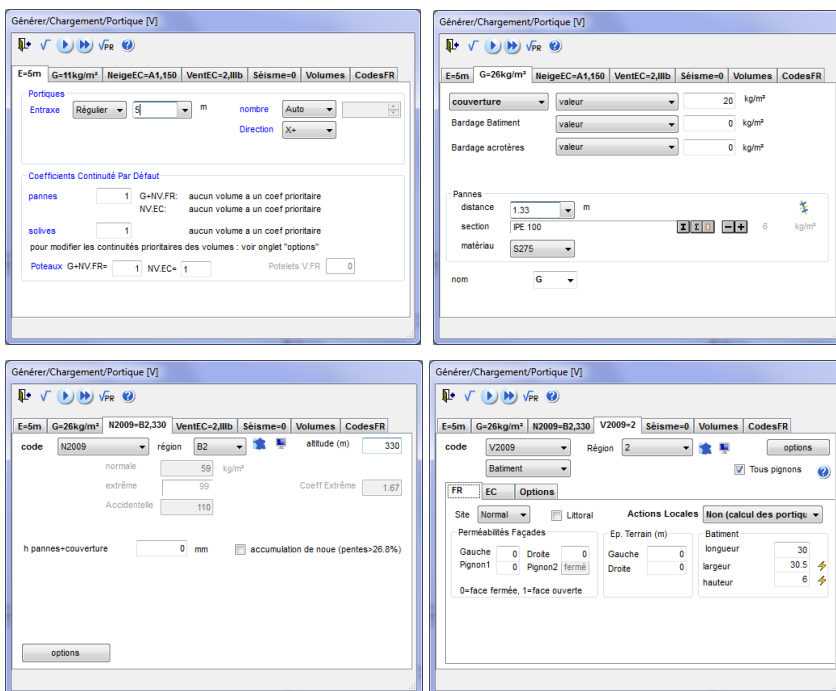 Générer/Chargement/Portique [V]
√PR
E=5m G=11kg/m² NeigeEC=A1,150 VentEC=2,IIIb Séisme=0 Volumes CodesFR
Portiques
Entraxe Régulier 5 m nombre Auto
Direction X+
Coefficients Continuité Par Défaut
pannes 1 G+NV.FR: aucun volume a un coef prioritaire
NV.EC: aucun volume a un coef prioritaire
solives 1
pour modifier les continuités prioritaires des volumes : voir onglet "options"
Poteaux G+NV.FR= 1 NV.EC= 1 Potelets V.FR 0
Générer/Chargement/Portique [V]
√PR
E=5m G=26kg/m² NeigeEC=A1,150 VentEC=2,IIIb Séisme=0 Volumes CodesFR
couverture valeur 20 kg/m²
Bardage Batiment valeur 0 kg/m²
Bardage acrotères valeur 0 kg/m²
Pannes
distance 1.33 m
section IPE 100 6 kg/m²
matériau S275
nom G
Générer/Chargement/Portique [V]
√PR
E=5m G=26kg/m² N2009=B2,330 VentEC=2,IIIb Séisme=0 Volumes CodesFR
code N2009 région B2 altitude (m) 330
normale 59 kg/m²
extrême 99 Coeff Extrême 1.67
Accidentelle 110
h pannes+couverture 0 mm accumulation de noue (pentes>26.8%)
options
Générer/Chargement/Portique [V]
√PR
E=5m G=26kg/m² N2009=B2,330 V2009=2 Séisme=0 Volumes CodesFR
code V2009 Région 2 options
Batiment Tous pignons
FR EC Options
Site Normal Littoral Actions Locales Non (calcul des portiqu
Perméabilités Façades Ep. Terrain (m) Batiment
Gauche 0 Droite 0 Gauche 0 longueur 30
Pignon1 0 Pignon2 fermé Droite 0 largeur 30.5
hauteur 6
0=face fermée, 1=face ouverte